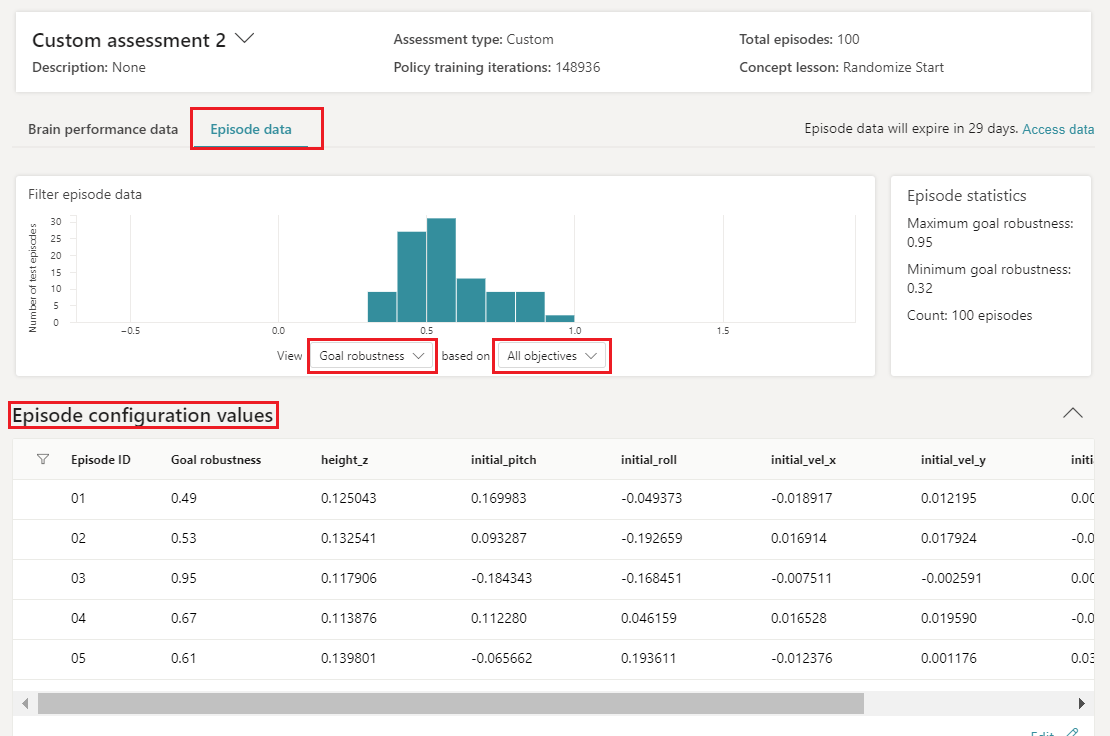 Custom assessment 2
Assessment type: Custom
Total episodes: 100
Description: None
Policy training iterations: 148936
Concept lesson: Randomize Start
Brain performance data
Episode data
Episode data will expire in 29 days. Access data
Filter episode data
Number of test episodes
30
25
20
15
10
5
0
−0.5 0.0 0.5 1.0 1.5
View Goal robustness based on All objectives
Episode statistics
Maximum goal robustness:
0.95
Minimum goal robustness:
0.32
Count: 100 episodes
Episode configuration values
Episode ID Goal robustness height_z initial_pitch initial_roll initial_vel_x initial_vel_y initi
01 0.49 0.125043 0.169983 -0.049373 -0.018917 0.012195 0.00
02 0.53 0.132541 0.093287 -0.192659 0.016914 0.017924 -0.0
03 0.95 0.117906 -0.184343 -0.168451 -0.007511 -0.002591 0.00
04 0.67 0.113876 0.112280 0.046159 0.016528 0.019590 -0.0
05 0.61 0.139801 -0.065662 0.193611 -0.012376 0.001176 0.03
Edit